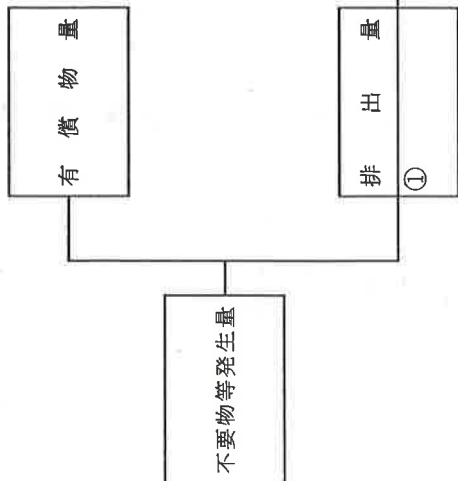 不要物等発生量
有償物量
排出量
①